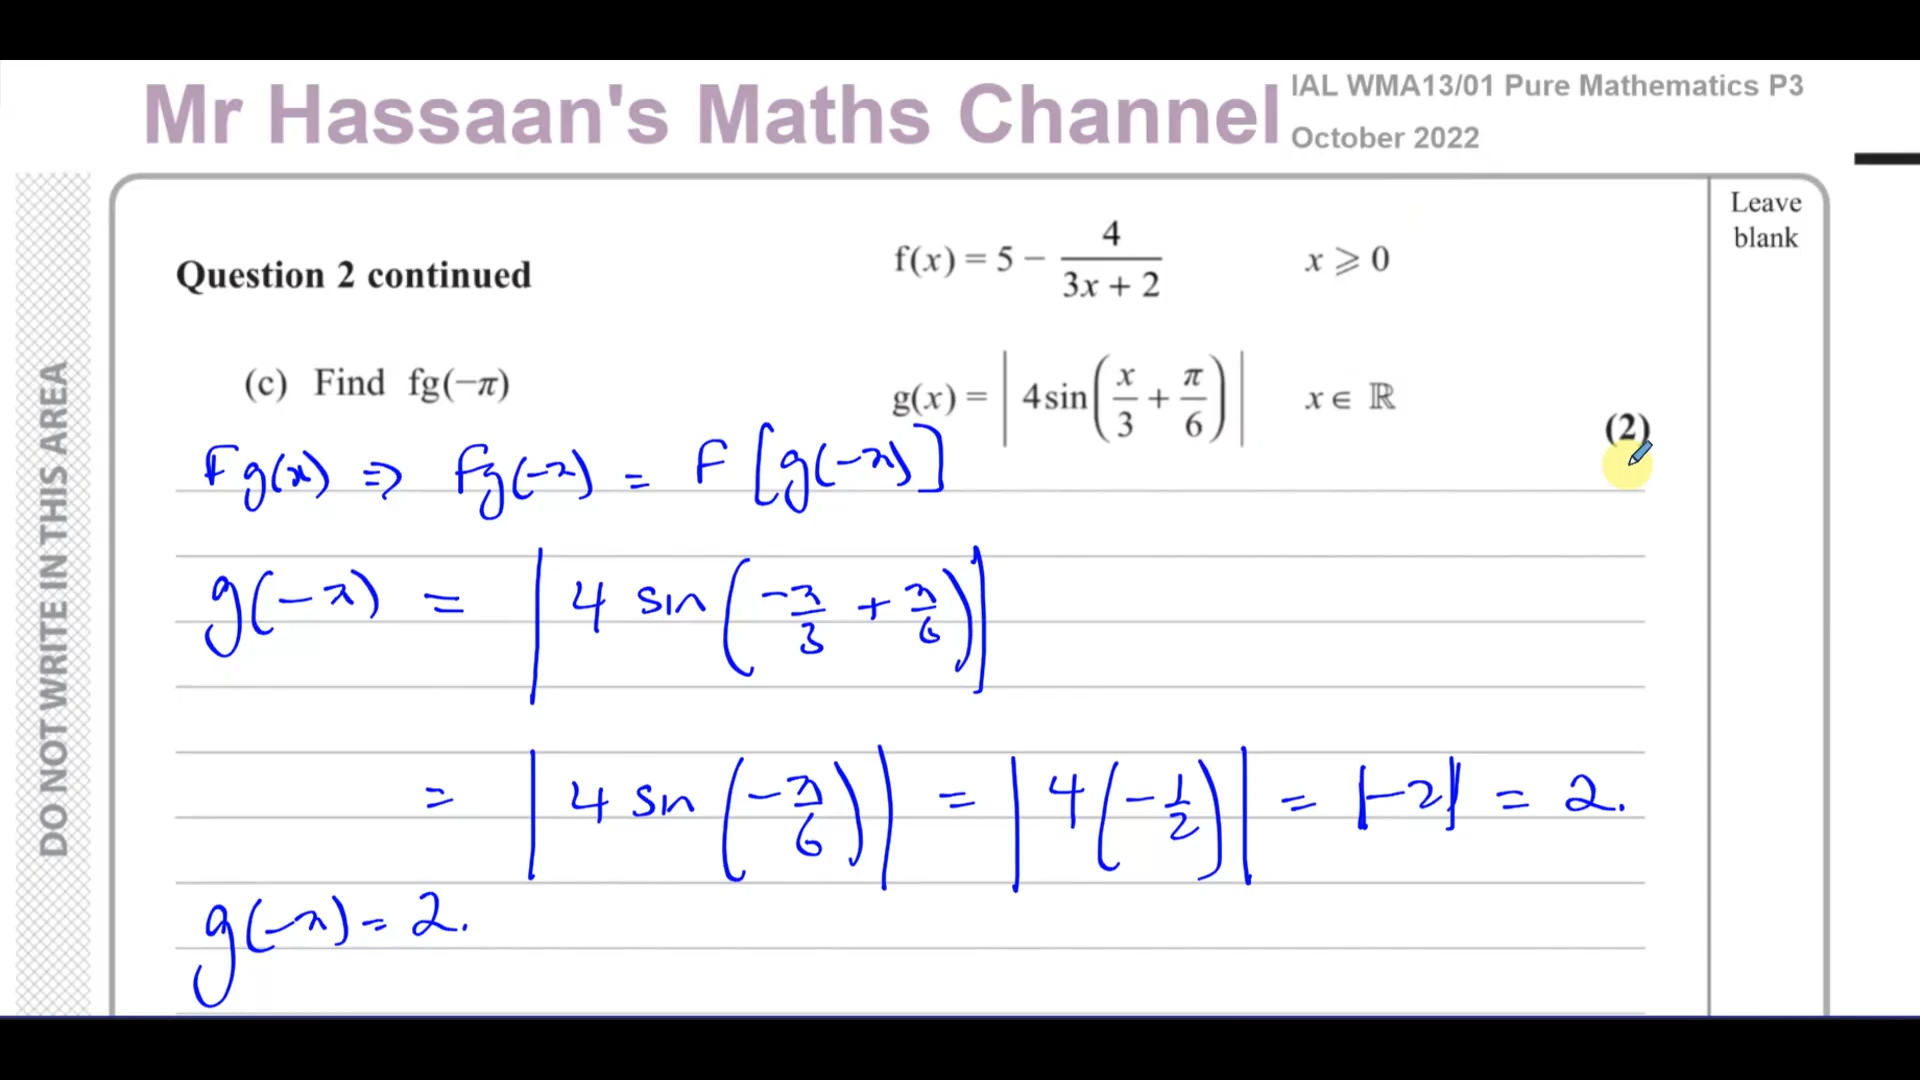 Mr Hassaan's Maths Channel
IAL WMA13/01 Pure Mathematics P3
October 2022
Leave
blank
DO NOT WRITE IN THIS AREA
Question 2 continued
f(x) = 5 − 4/(3x + 2)   x ⩾ 0
(c) Find fg(−π)
g(x) = | 4sin(x/3 + π/6) |   x ∈ ℝ
(2)
Fg(x) ⇒ fg(−π) = F [g(−π)]
g(−π) = | 4 sin (−π/3 + π/6) |
= | 4 sin (−π/6) | = | 4 (−1/2) | = |−2| = 2.
g(−π) = 2.